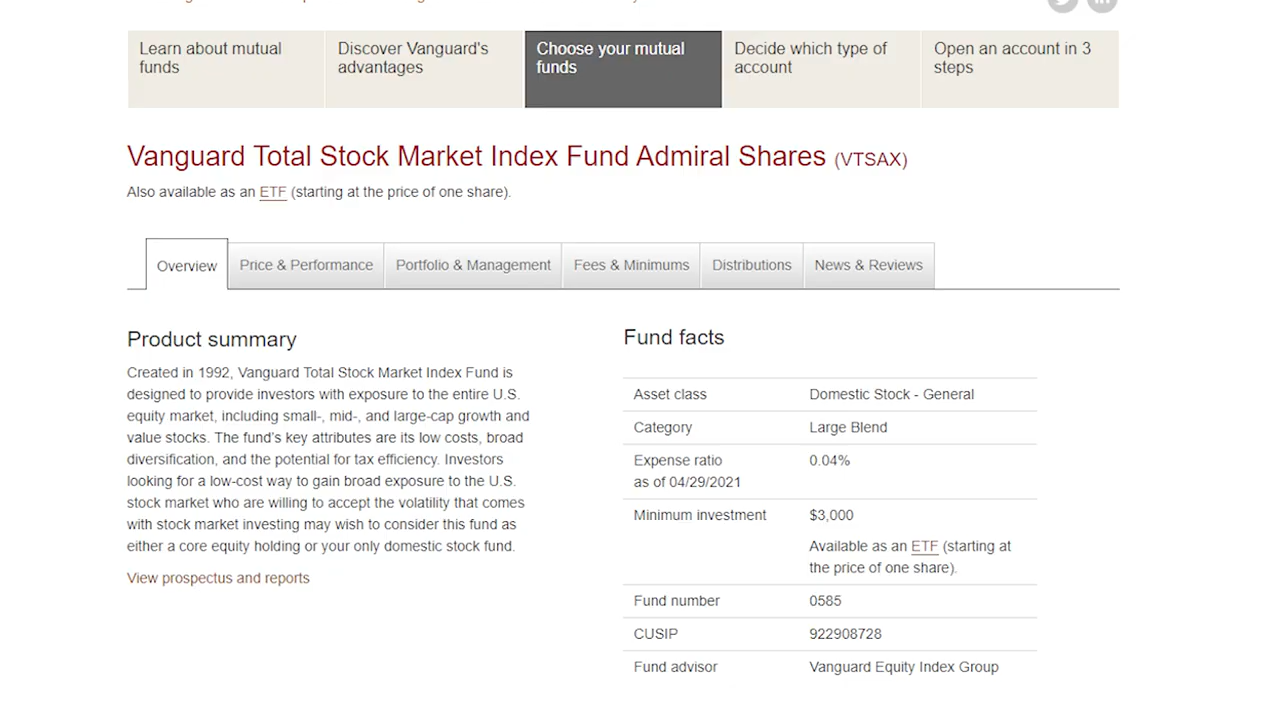 Learn about mutual funds
Discover Vanguard's advantages
Choose your mutual funds
Decide which type of account
Open an account in 3 steps
Vanguard Total Stock Market Index Fund Admiral Shares (VTSAX)
Also available as an ETF (starting at the price of one share).
Overview
Price & Performance
Portfolio & Management
Fees & Minimums
Distributions
News & Reviews
Product summary
Created in 1992, Vanguard Total Stock Market Index Fund is
designed to provide investors with exposure to the entire U.S.
equity market, including small-, mid-, and large-cap growth and
value stocks. The fund's key attributes are its low costs, broad
diversification, and the potential for tax efficiency. Investors
looking for a low-cost way to gain broad exposure to the U.S.
stock market who are willing to accept the volatility that comes
with stock market investing may wish to consider this fund as
either a core equity holding or your only domestic stock fund.
View prospectus and reports
Fund facts
Asset class Domestic Stock - General
Category Large Blend
Expense ratio 0.04%
as of 04/29/2021
Minimum investment $3,000
Available as an ETF (starting at
the price of one share).
Fund number 0585
CUSIP 922908728
Fund advisor Vanguard Equity Index Group